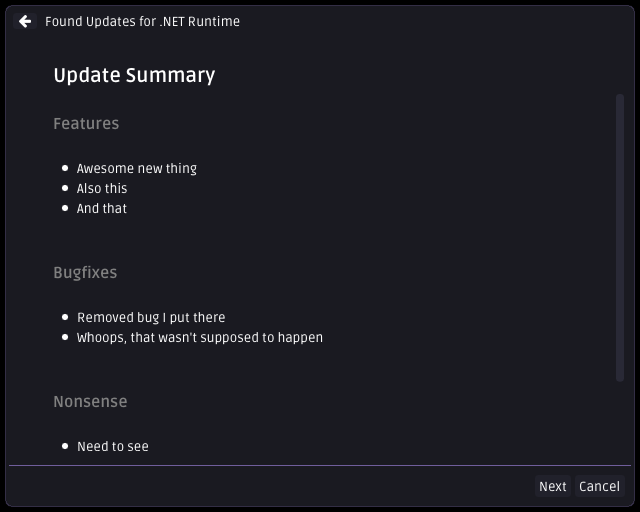 Found Updates for .NET Runtime
Update Summary
Features
Awesome new thing
Also this
And that
Bugfixes
Removed bug I put there
Whoops, that wasn't supposed to happen
Nonsense
Need to see
Next Cancel